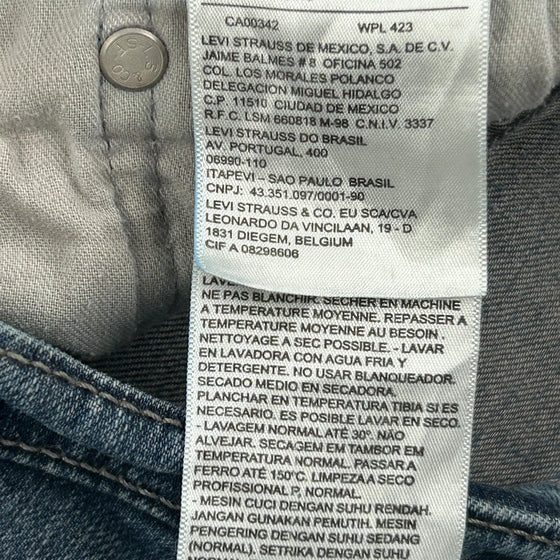 CA00342 WPL 423
LEVI STRAUSS DE MEXICO, S.A. DE C.V.
JAIME BALMES # 8 OFICINA 502
COL. LOS MORALES POLANCO
DELEGACION MIGUEL HIDALGO
C.P. 11510 CIUDAD DE MEXICO
R.F.C. LSM 660818 M-98 C.N.I.V. 3337
LEVI STRAUSS DO BRASIL
AV. PORTUGAL, 400
06990-110
ITAPEVI – SAO PAULO BRASIL
CNPJ: 43.351.097/0001-90
LEVI STRAUSS & CO. EU SCA/CVA
LEONARDO DA VINCILAAN, 19 - D
1831 DIEGEM, BELGIUM
CIF A 08298606
NE PAS BLANCHIR. SECHER EN MACHINE
A TEMPERATURE MOYENNE. REPASSER A
TEMPERATURE MOYENNE AU BESOIN.
NETTOYAGE A SEC POSSIBLE. - LAVAR
EN LAVADORA CON AGUA FRIA Y
DETERGENTE. NO USAR BLANQUEADOR.
SECADO MEDIO EN SECADORA.
PLANCHAR EN TEMPERATURA TIBIA SI ES
NECESARIO. ES POSIBLE LAVAR EN SECO.
- LAVAGEM NORMAL ATÉ 30º. NÃO
ALVEJAR. SECAGEM EM TAMBOR EM
TEMPERATURA NORMAL. PASSAR A
FERRO ATÉ 150°C. LIMPEZA A SECO
PROFISSIONAL P, NORMAL.
- MESIN CUCI DENGAN SUHU RENDAH.
JANGAN GUNAKAN PEMUTIH. MESIN
PENGERING DENGAN SUHU SEDANG
(NORMAL). SETRIKA DENGAN SUHU